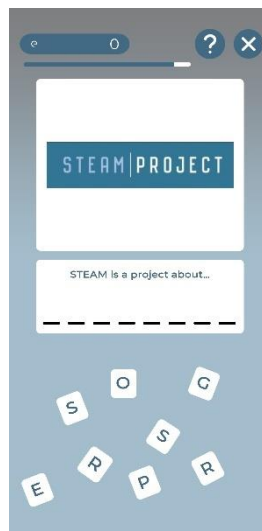 0 ? X
STEAM|PROJECT
STEAM is a project about...
O G
S
S
R R
E P